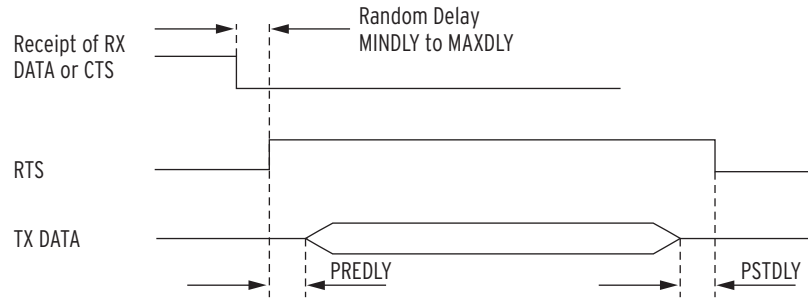 Random Delay
MINDLY to MAXDLY
Receipt of RX
DATA or CTS
RTS
TX DATA
PREDLY
PSTDLY